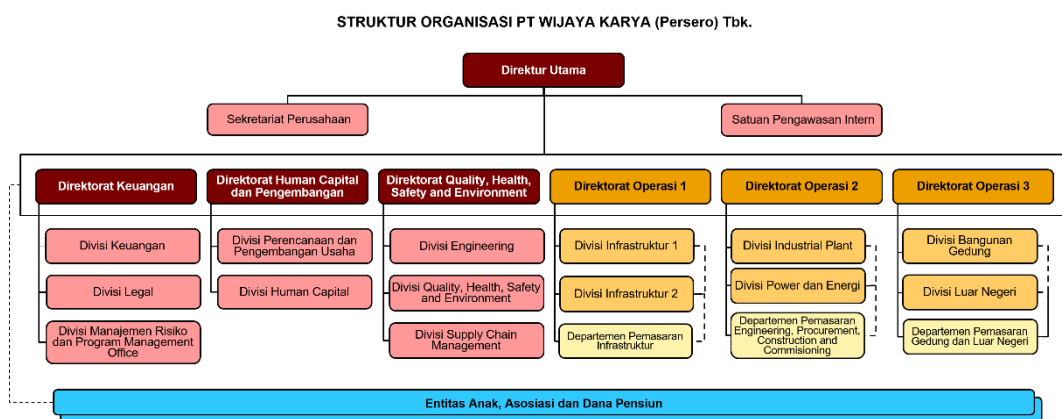 STRUKTUR ORGANISASI PT WIJAYA KARYA (Persero) Tbk.
Direktur Utama
Sekretariat Perusahaan
Satuan Pengawasan Intern
Direktorat Keuangan
Direktorat Human Capital
dan Pengembangan
Direktorat Quality, Health,
Safety and Environment
Direktorat Operasi 1
Direktorat Operasi 2
Direktorat Operasi 3
Divisi Keuangan
Divisi Legal
Divisi Manajemen Risiko
dan Program Management
Office
Divisi Perencanaan dan
Pengembangan Usaha
Divisi Human Capital
Divisi Engineering
Divisi Quality, Health, Safety
and Environment
Divisi Supply Chain
Management
Divisi Infrastruktur 1
Divisi Infrastruktur 2
Departemen Pemasaran
Infrastruktur
Divisi Industrial Plant
Divisi Power dan Energi
Departemen Pemasaran
Engineering, Procurement,
Construction and
Commisioning
Divisi Bangunan
Gedung
Divisi Luar Negeri
Departemen Pemasaran
Gedung dan Luar Negeri
Entitas Anak, Asosiasi dan Dana Pensiun